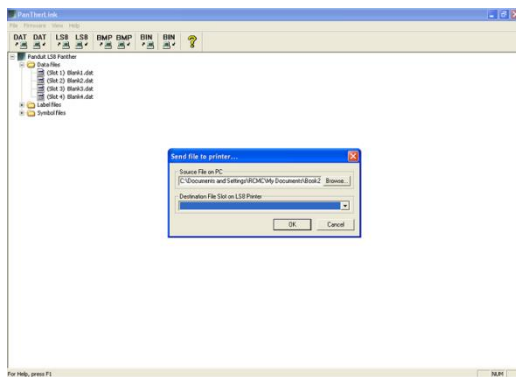 PanTherLink
File Firmware View Help
DAT DAT LS8 LS8 BMP BMP BIN BIN
Panduit LS8 Panther
Data files
(Slot 1) Blank1.dat
(Slot 2) Blank2.dat
(Slot 3) Blank3.dat
(Slot 4) Blank4.dat
Label files
Symbol files
Send file to printer...
Source File on PC
C:\Documents and Settings\RCMC\My Documents\Book2
Browse...
Destination File Slot on LS8 Printer
OK Cancel
For Help, press F1
NUM